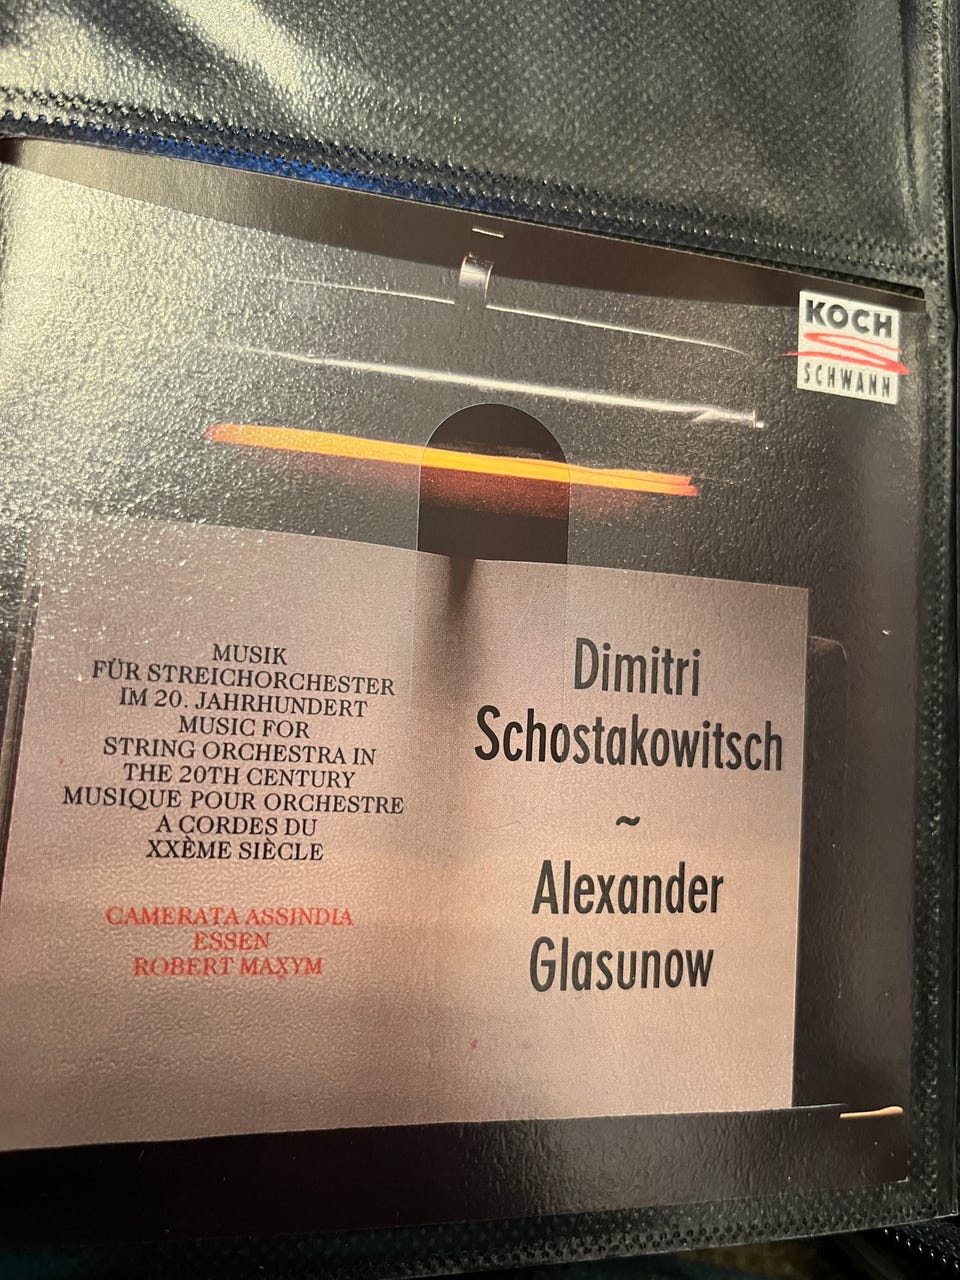 KOCH
SCHWANN
MUSIK
FÜR STREICHORCHESTER
IM 20. JAHRHUNDERT
MUSIC FOR
STRING ORCHESTRA IN
THE 20TH CENTURY
MUSIQUE POUR ORCHESTRE
A CORDES DU
XXÈME SIÈCLE
CAMERATA ASSINDIA
ESSEN
ROBERT MAXYM
Dimitri
Schostakowitsch
~
Alexander
Glasunow